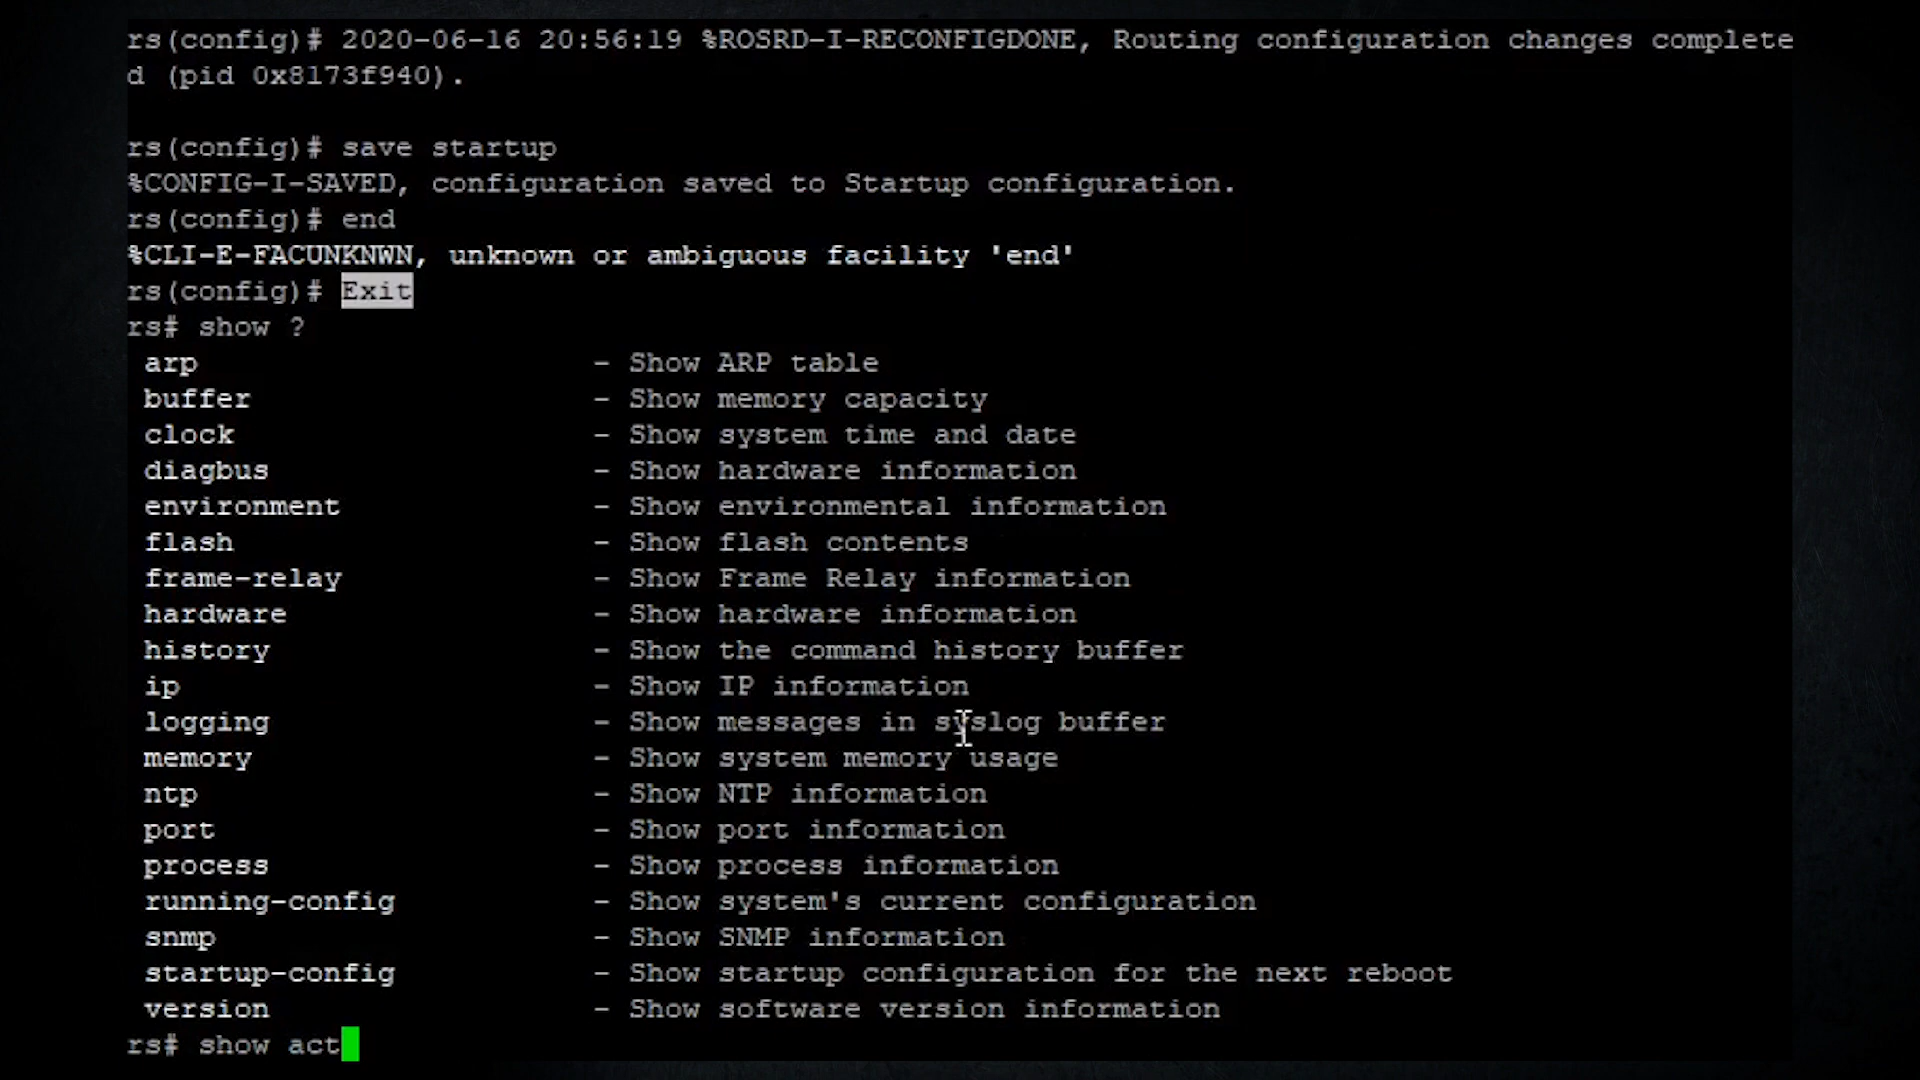 rs(config)# 2020-06-16 20:56:19 %ROSRD-I-RECONFIGDONE, Routing configuration changes complete
d (pid 0x8173f940).
rs(config)# save startup
%CONFIG-I-SAVED, configuration saved to Startup configuration.
rs(config)# end
%CLI-E-FACUNKNWN, unknown or ambiguous facility 'end'
rs(config)# Exit
rs# show ?
arp - Show ARP table
buffer - Show memory capacity
clock - Show system time and date
diagbus - Show hardware information
environment - Show environmental information
flash - Show flash contents
frame-relay - Show Frame Relay information
hardware - Show hardware information
history - Show the command history buffer
ip - Show IP information
logging - Show messages in syslog buffer
memory - Show system memory usage
ntp - Show NTP information
port - Show port information
process - Show process information
running-config - Show system's current configuration
snmp - Show SNMP information
startup-config - Show startup configuration for the next reboot
version - Show software version information
rs# show act